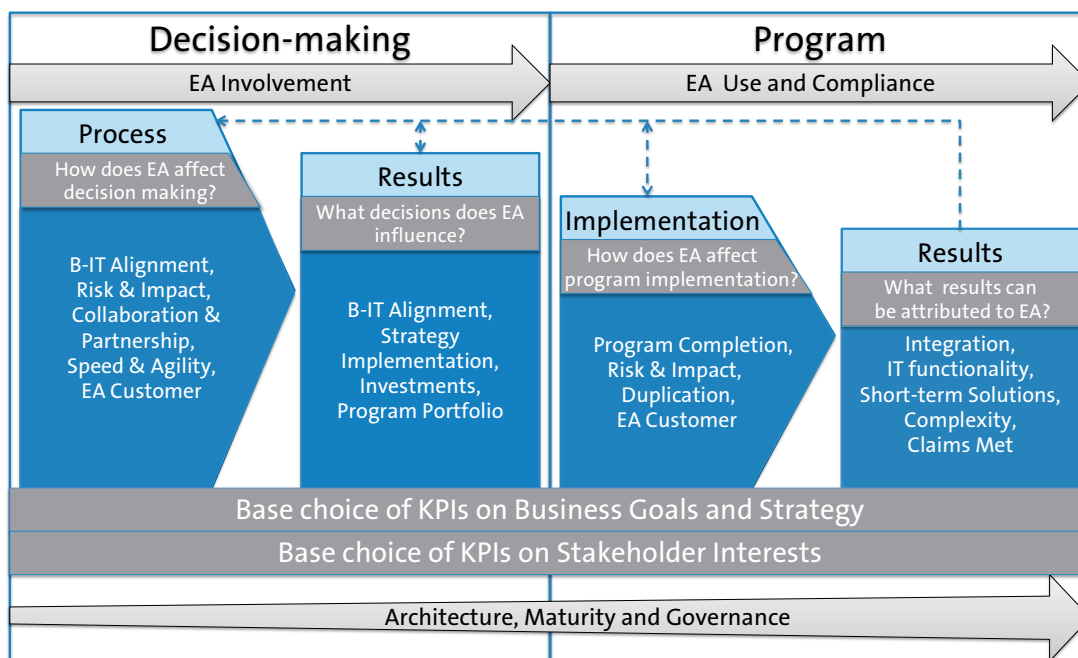 Decision-making
Program
EA Involvement
EA Use and Compliance
Process
How does EA affect
decision making?
B-IT Alignment,
Risk & Impact,
Collaboration &
Partnership,
Speed & Agility,
EA Customer
Results
What decisions does EA
influence?
B-IT Alignment,
Strategy
Implementation,
Investments,
Program Portfolio
Implementation
How does EA affect
program implementation?
Program Completion,
Risk & Impact,
Duplication,
EA Customer
Results
What results can
be attributed to EA?
Integration,
IT functionality,
Short-term Solutions,
Complexity,
Claims Met
Base choice of KPIs on Business Goals and Strategy
Base choice of KPIs on Stakeholder Interests
Architecture, Maturity and Governance